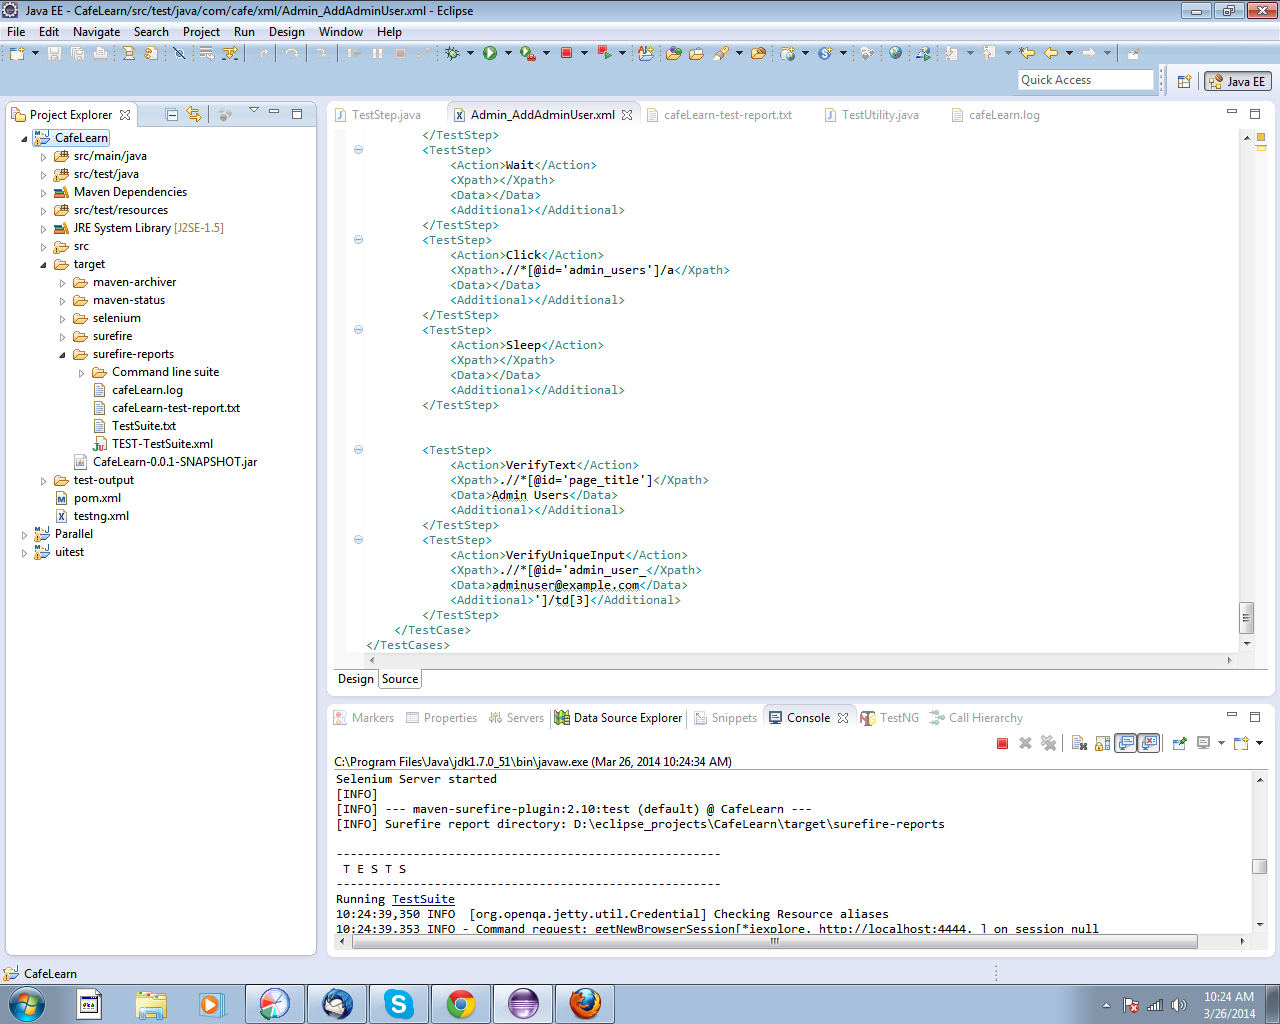 Java EE - CafeLearn/src/test/java/com/cafe/xml/Admin_AddAdminUser.xml - Eclipse
File Edit Navigate Search Project Run Design Window Help
Quick Access
Java EE
Project Explorer
CafeLearn
src/main/java
src/test/java
Maven Dependencies
src/test/resources
JRE System Library [J2SE-1.5]
src
target
maven-archiver
maven-status
selenium
surefire
surefire-reports
Command line suite
cafeLearn.log
cafeLearn-test-report.txt
TestSuite.txt
TEST-TestSuite.xml
CafeLearn-0.0.1-SNAPSHOT.jar
test-output
pom.xml
testng.xml
Parallel
uitest
TestStep.java Admin_AddAdminUser.xml cafeLearn-test-report.txt TestUtility.java cafeLearn.log
</TestStep>
<TestStep>
<Action>Wait</Action>
<Xpath></Xpath>
<Data></Data>
<Additional></Additional>
</TestStep>
<TestStep>
<Action>Click</Action>
<Xpath>.//*[@id='admin_users']/a</Xpath>
<Data></Data>
<Additional></Additional>
</TestStep>
<TestStep>
<Action>Sleep</Action>
<Xpath></Xpath>
<Data></Data>
<Additional></Additional>
</TestStep>
<TestStep>
<Action>VerifyText</Action>
<Xpath>.//*[@id='page_title']</Xpath>
<Data>Admin Users</Data>
<Additional></Additional>
</TestStep>
<TestStep>
<Action>VerifyUniqueInput</Action>
<Xpath>.//*[@id='admin_user_</Xpath>
<Data>adminuser@example.com</Data>
<Additional>']/td[3]</Additional>
</TestStep>
</TestCase>
</TestCases>
Design Source
Markers Properties Servers Data Source Explorer Snippets Console TestNG Call Hierarchy
C:\Program Files\Java\jdk1.7.0_51\bin\javaw.exe (Mar 26, 2014 10:24:34 AM)
Selenium Server started
[INFO]
[INFO] --- maven-surefire-plugin:2.10:test (default) @ CafeLearn ---
[INFO] Surefire report directory: D:\eclipse_projects\CafeLearn\target\surefire-reports
-------------------------------------------------------
T E S T S
-------------------------------------------------------
Running TestSuite
10:24:39,350 INFO [org.openqa.jetty.util.Credential] Checking Resource aliases
10:24:39,353 INFO - Command request: getNewBrowserSession[*iexplore, http://localhost:4444, ] on session null
CafeLearn
10:24 AM
3/26/2014